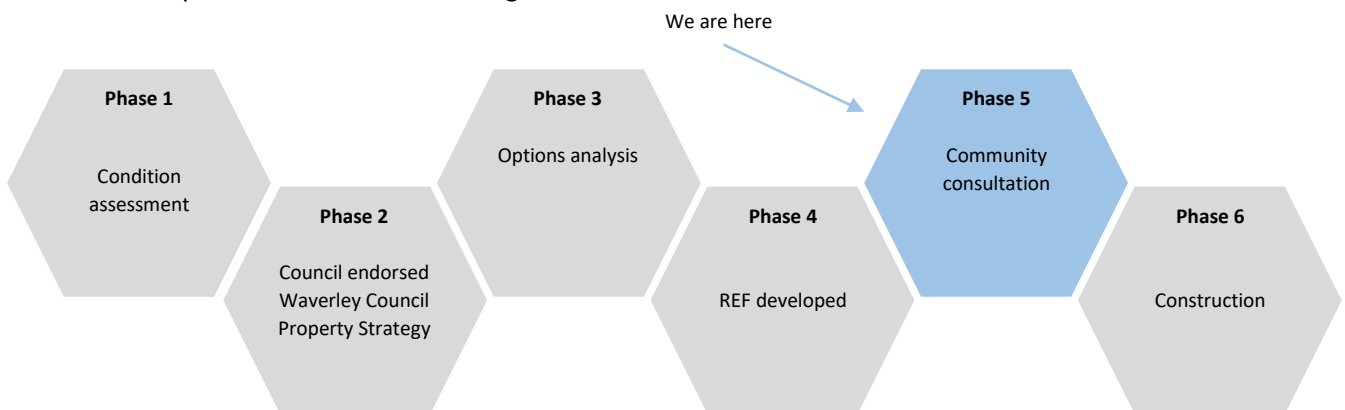 We are here
Phase 1
Condition
assessment
Phase 2
Council endorsed
Waverley Council
Property Strategy
Phase 3
Options analysis
Phase 4
REF developed
Phase 5
Community
consultation
Phase 6
Construction